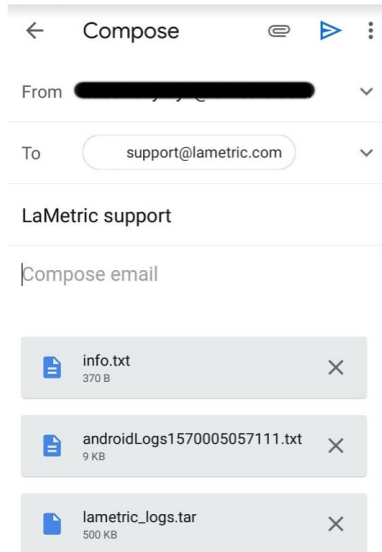 Compose
From
To support@lametric.com
LaMetric support
Compose email
info.txt
370 B
androidLogs1570005057111.txt
9 KB
lametric_logs.tar
500 KB